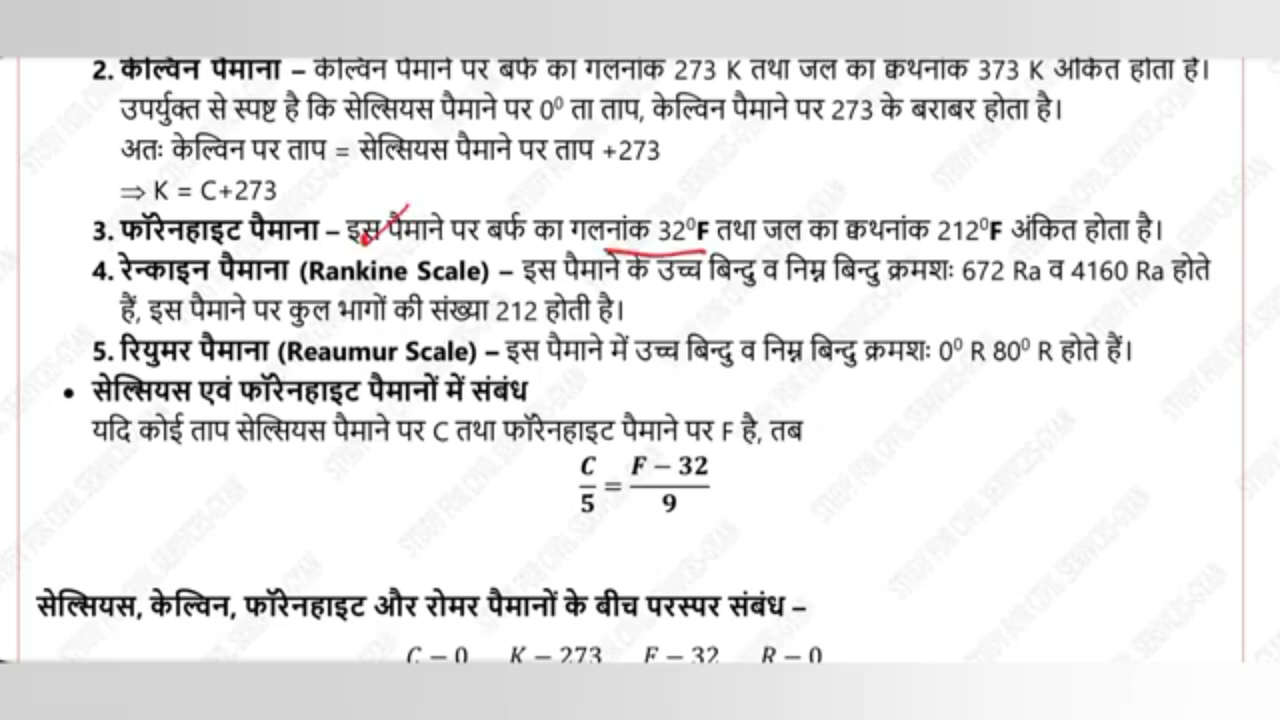 2. केल्विन पैमाना – केल्विन पैमाने पर बर्फ का गलनांक 273 K तथा जल का क्वथनांक 373 K अंकित होता है।
उपर्युक्त से स्पष्ट है कि सेल्सियस पैमाने पर 0⁰ ता ताप, केल्विन पैमाने पर 273 के बराबर होता है।
अतः केल्विन पर ताप = सेल्सियस पैमाने पर ताप +273
⇒ K = C+273
3. फॉरेनहाइट पैमाना – इस पैमाने पर बर्फ का गलनांक 32⁰F तथा जल का क्वथनांक 212⁰F अंकित होता है।
4. रेन्काइन पैमाना (Rankine Scale) – इस पैमाने के उच्च बिन्दु व निम्न बिन्दु क्रमशः 672 Ra व 4160 Ra होते
हैं, इस पैमाने पर कुल भागों की संख्या 212 होती है।
5. रियुमर पैमाना (Reaumur Scale) – इस पैमाने में उच्च बिन्दु व निम्न बिन्दु क्रमशः 0⁰ R 80⁰ R होते हैं।
• सेल्सियस एवं फॉरेनहाइट पैमानों में संबंध
यदि कोई ताप सेल्सियस पैमाने पर C तथा फॉरेनहाइट पैमाने पर F है, तब
C/5 = F − 32/9
सेल्सियस, केल्विन, फॉरेनहाइट और रोमर पैमानों के बीच परस्पर संबंध –
C − 0 K − 273 F − 32 R − 0